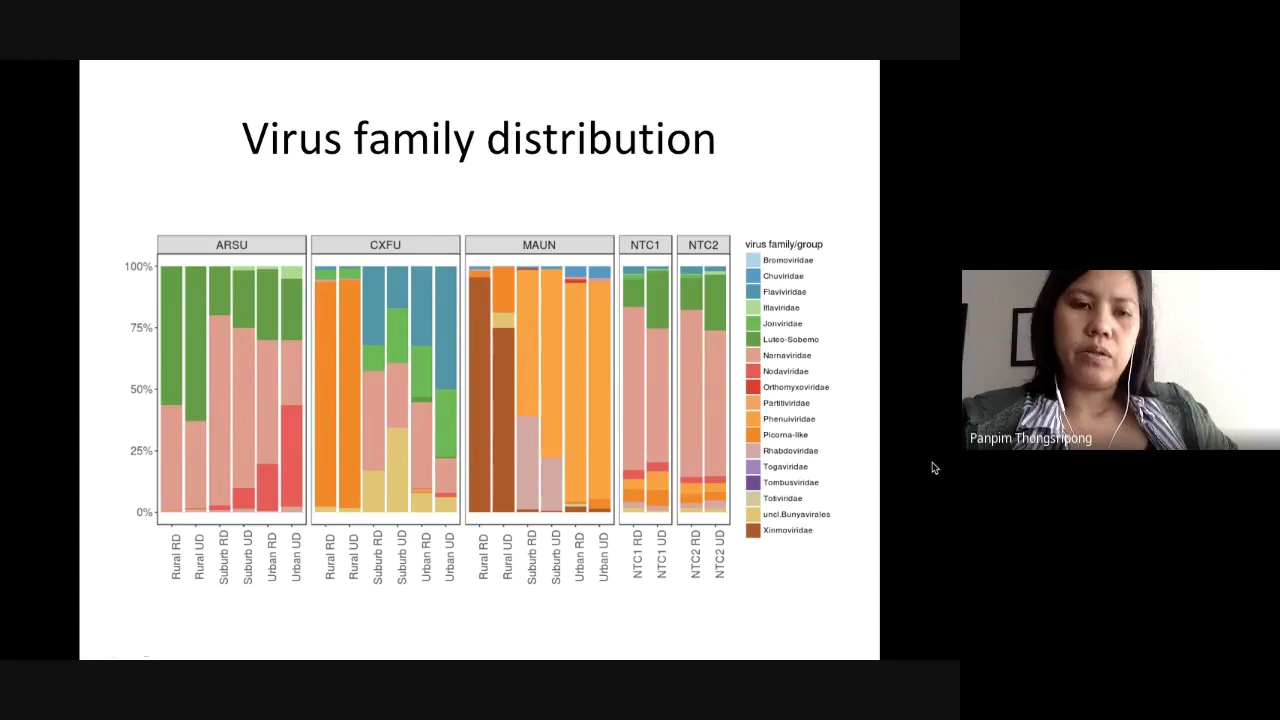 Virus family distribution
ARSU
CXFU
MAUN
NTC1
NTC2
100%
75%
50%
25%
0%
Rural RD
Rural UD
Suburb RD
Suburb UD
Urban RD
Urban UD
Rural RD
Rural UD
Suburb RD
Suburb UD
Urban RD
Urban UD
Rural RD
Rural UD
Suburb RD
Suburb UD
Urban RD
Urban UD
NTC1 RD
NTC1 UD
NTC2 RD
NTC2 UD
virus family/group
Bromoviridae
Chuviridae
Flaviviridae
Iflaviridae
Jonviridae
Luteo-Sobemo
Narnaviridae
Nodaviridae
Orthomyxoviridae
Partitiviridae
Phenuiviridae
Picorna-like
Rhabdoviridae
Togaviridae
Tombusviridae
Totiviridae
uncl.Bunyavirales
Xinmoviridae
Panpim Thongsripong